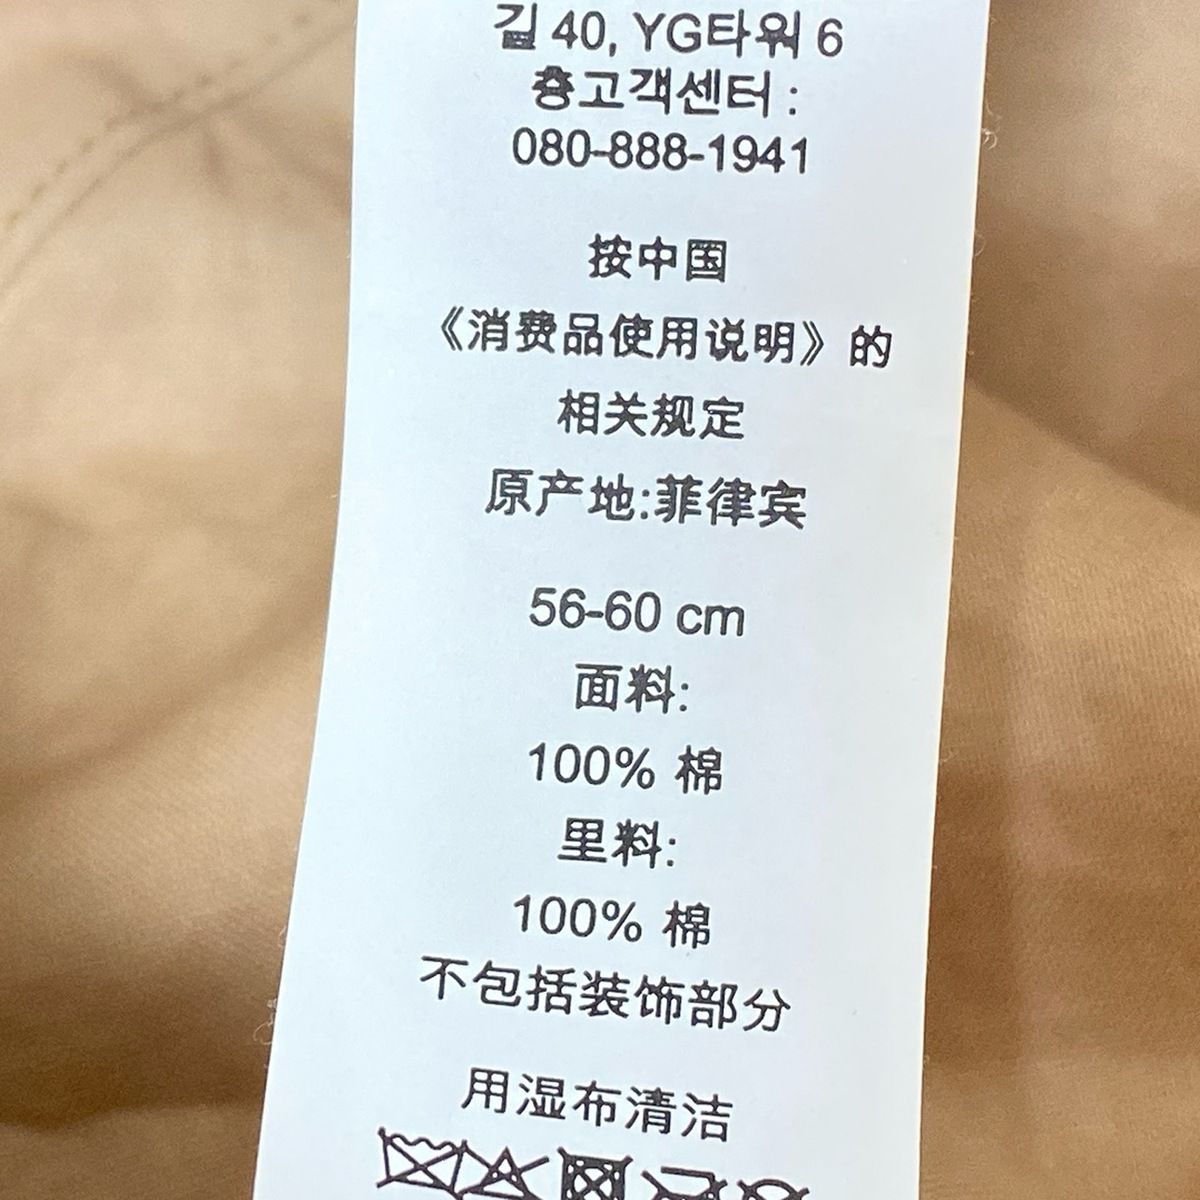 길 40, YG타워 6
층고객센터 :
080-888-1941
按中国
《消费品使用说明》的
相关规定
原产地:菲律宾
56-60 cm
面料:
100% 棉
里料:
100% 棉
不包括装饰部分
用湿布清洁